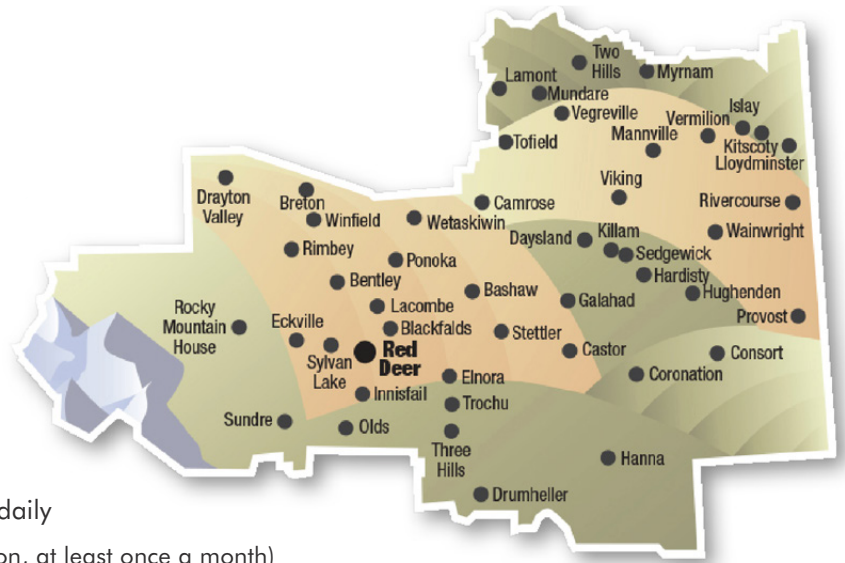 Two
Hills
Lamont
Myrnam
Mundare
Islay
Vegreville
Vermilion
Mannville
Tofield
Kitscoty
Lloydminster
Viking
Drayton
Valley
Breton
Camrose
Rivercourse
Winfield
Wetaskiwin
Killam
Wainwright
Daysland
Rimbey
Sedgewick
Ponoka
Hardisty
Bentley
Bashaw
Hughenden
Galahad
Rocky
Mountain
House
Lacombe
Provost
Eckville
Blackfalds
Stettler
Red
Deer
Castor
Consort
Sylvan
Lake
Elnora
Coronation
Innisfail
Trochu
Sundre
Olds
Three
Hills
Hanna
Drumheller
daily
on, at least once a month)